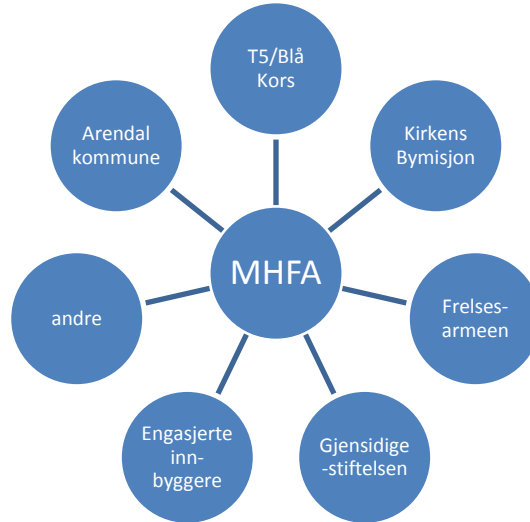 T5/Blå
Kors
Kirkens
Bymisjon
Frelses-
armeen
Gjensidige
-stiftelsen
Engasjerte
inn-
byggere
andre
Arendal
kommune
MHFA